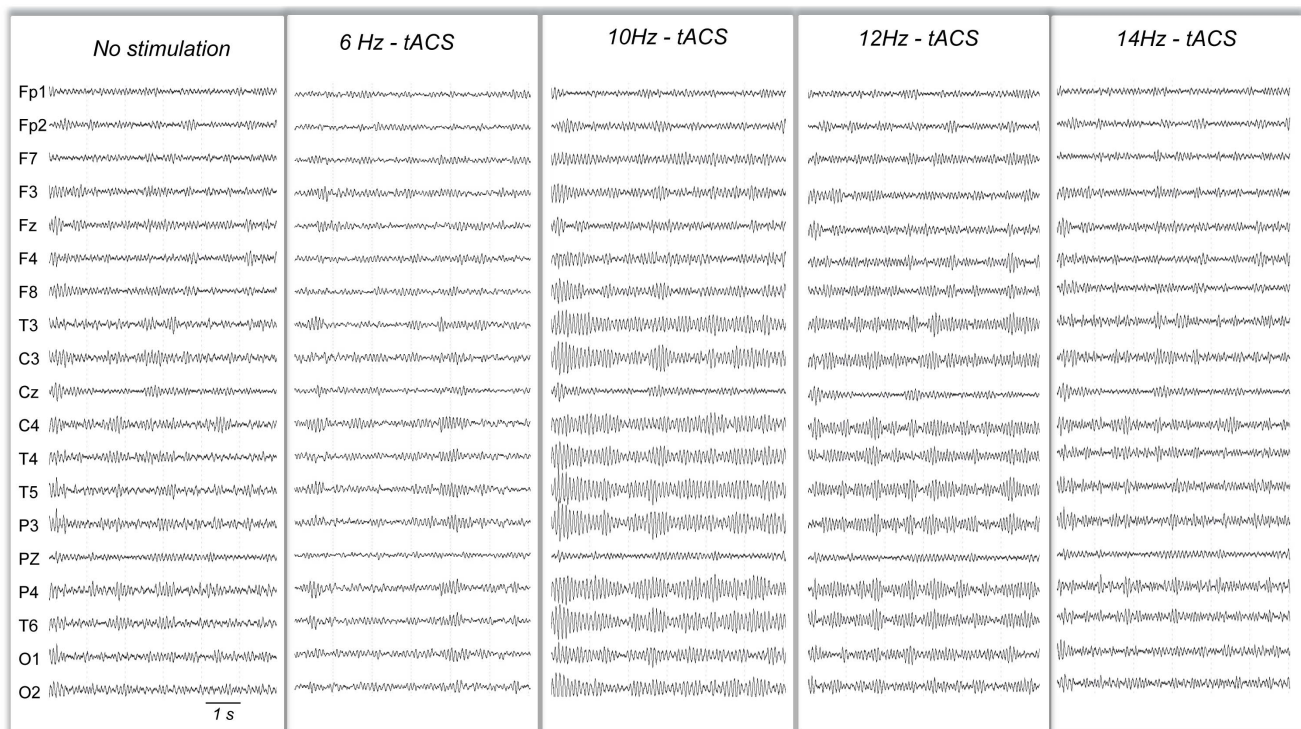 No stimulation
6 Hz - tACS
10Hz - tACS
12Hz - tACS
14Hz - tACS
Fp1
Fp2
F7
F3
Fz
F4
F8
T3
C3
Cz
C4
T4
T5
P3
PZ
P4
T6
O1
O2
1 s